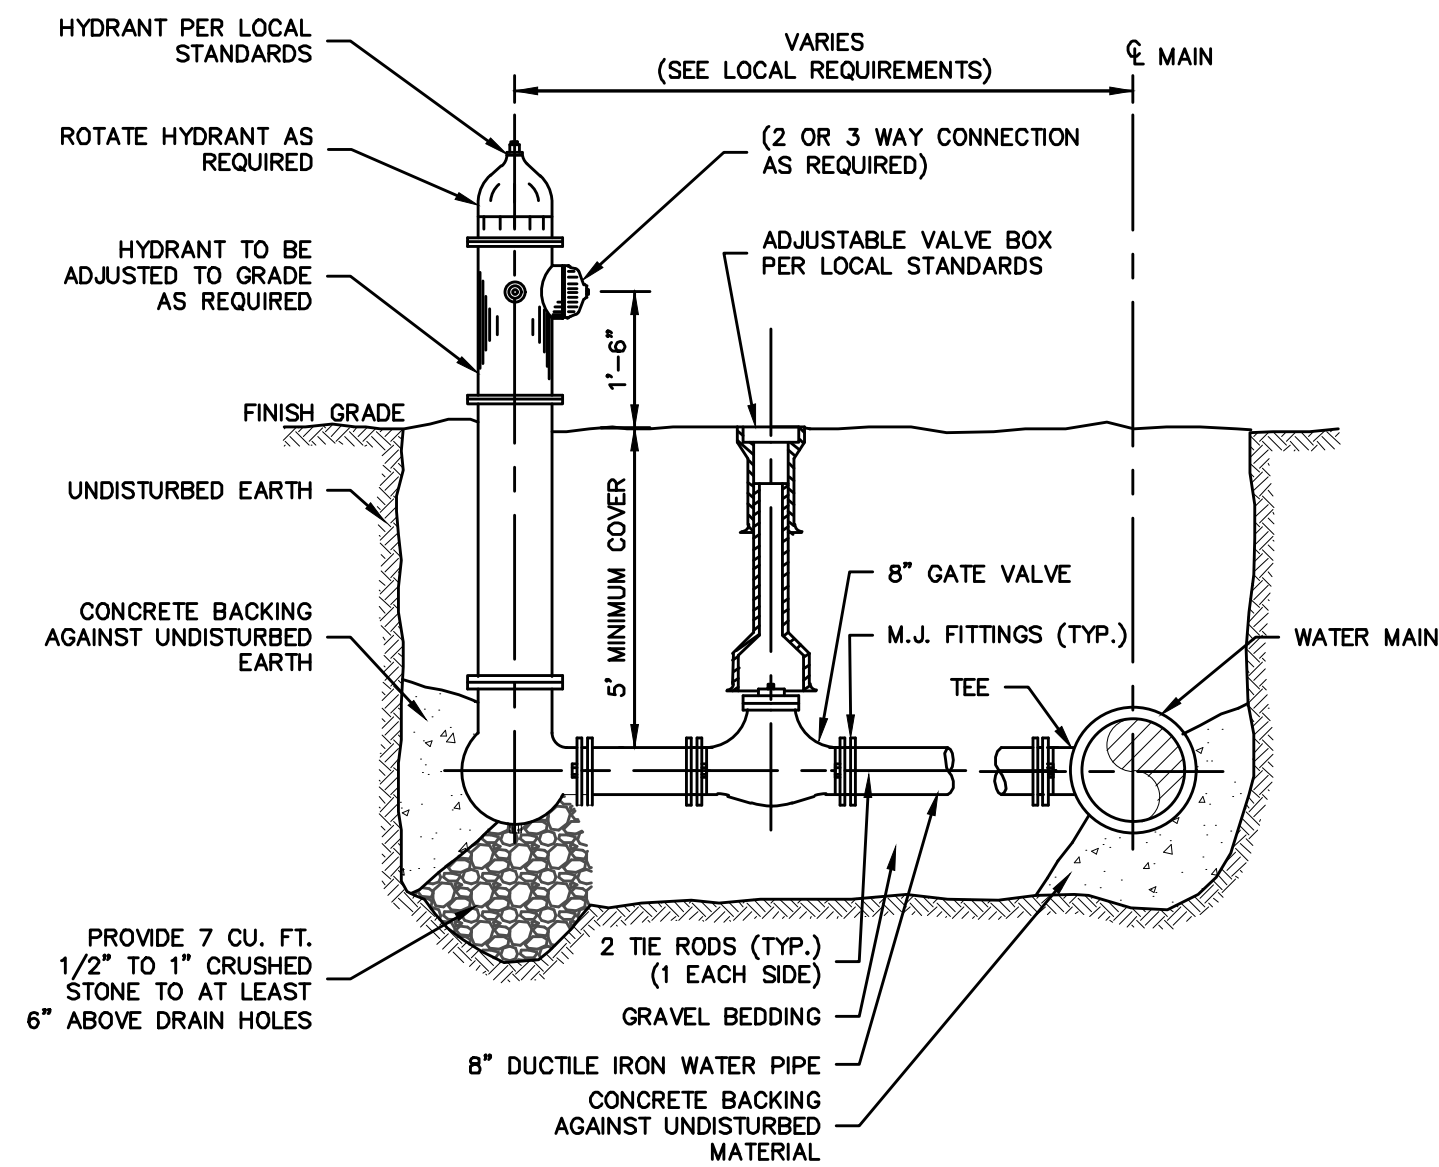 HYDRANT PER LOCAL
STANDARDS
VARIES
(SEE LOCAL REQUIREMENTS)
℄ MAIN
ROTATE HYDRANT AS
REQUIRED
(2 OR 3 WAY CONNECTION
AS REQUIRED)
HYDRANT TO BE
ADJUSTED TO GRADE
AS REQUIRED
ADJUSTABLE VALVE BOX
PER LOCAL STANDARDS
1'-6"
FINISH GRADE
UNDISTURBED EARTH
5' MINIMUM COVER
8" GATE VALVE
CONCRETE BACKING
AGAINST UNDISTURBED
EARTH
M.J. FITTINGS (TYP.)
WATER MAIN
TEE
PROVIDE 7 CU. FT.
1/2" TO 1" CRUSHED
STONE TO AT LEAST
6" ABOVE DRAIN HOLES
2 TIE RODS (TYP.)
(1 EACH SIDE)
GRAVEL BEDDING
8" DUCTILE IRON WATER PIPE
CONCRETE BACKING
AGAINST UNDISTURBED
MATERIAL